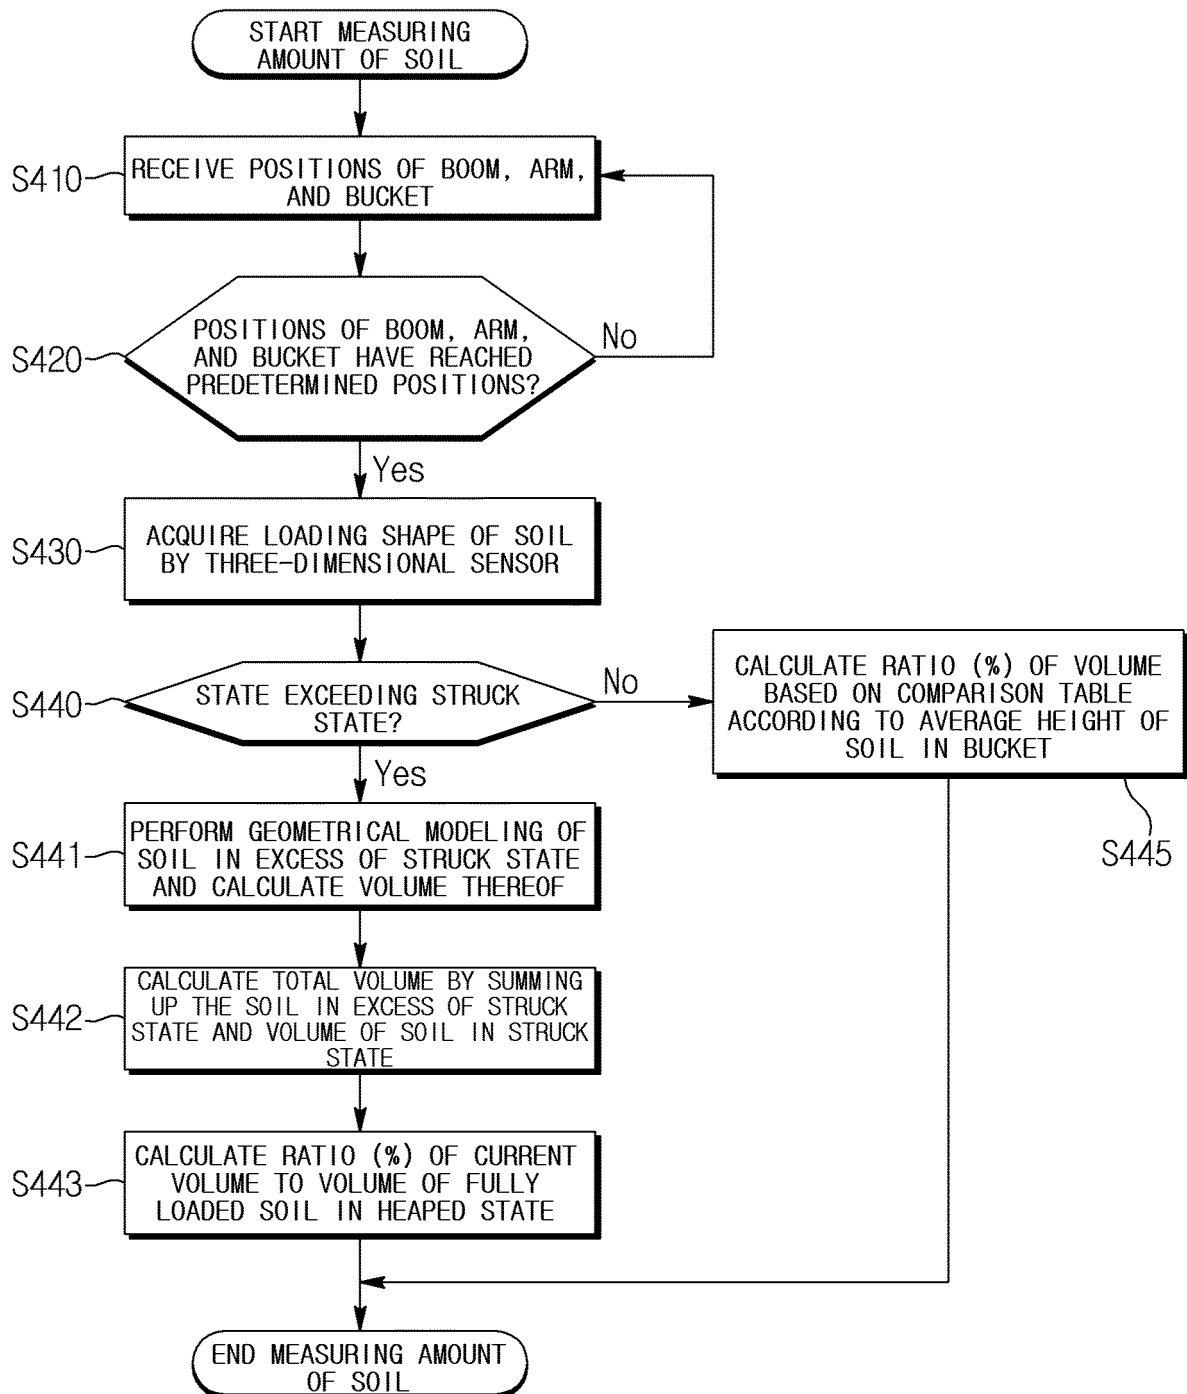 START MEASURING
AMOUNT OF SOIL
S410
RECEIVE POSITIONS OF BOOM, ARM,
AND BUCKET
S420
POSITIONS OF BOOM, ARM,
AND BUCKET HAVE REACHED
PREDETERMINED POSITIONS?
No
Yes
S430
ACQUIRE LOADING SHAPE OF SOIL
BY THREE-DIMENSIONAL SENSOR
S440
STATE EXCEEDING STRUCK
STATE?
No
Yes
CALCULATE RATIO (%) OF VOLUME
BASED ON COMPARISON TABLE
ACCORDING TO AVERAGE HEIGHT OF
SOIL IN BUCKET
S445
S441
PERFORM GEOMETRICAL MODELING OF
SOIL IN EXCESS OF STRUCK STATE
AND CALCULATE VOLUME THEREOF
S442
CALCULATE TOTAL VOLUME BY SUMMING
UP THE SOIL IN EXCESS OF STRUCK
STATE AND VOLUME OF SOIL IN STRUCK
STATE
S443
CALCULATE RATIO (%) OF CURRENT
VOLUME TO VOLUME OF FULLY
LOADED SOIL IN HEAPED STATE
END MEASURING AMOUNT
OF SOIL